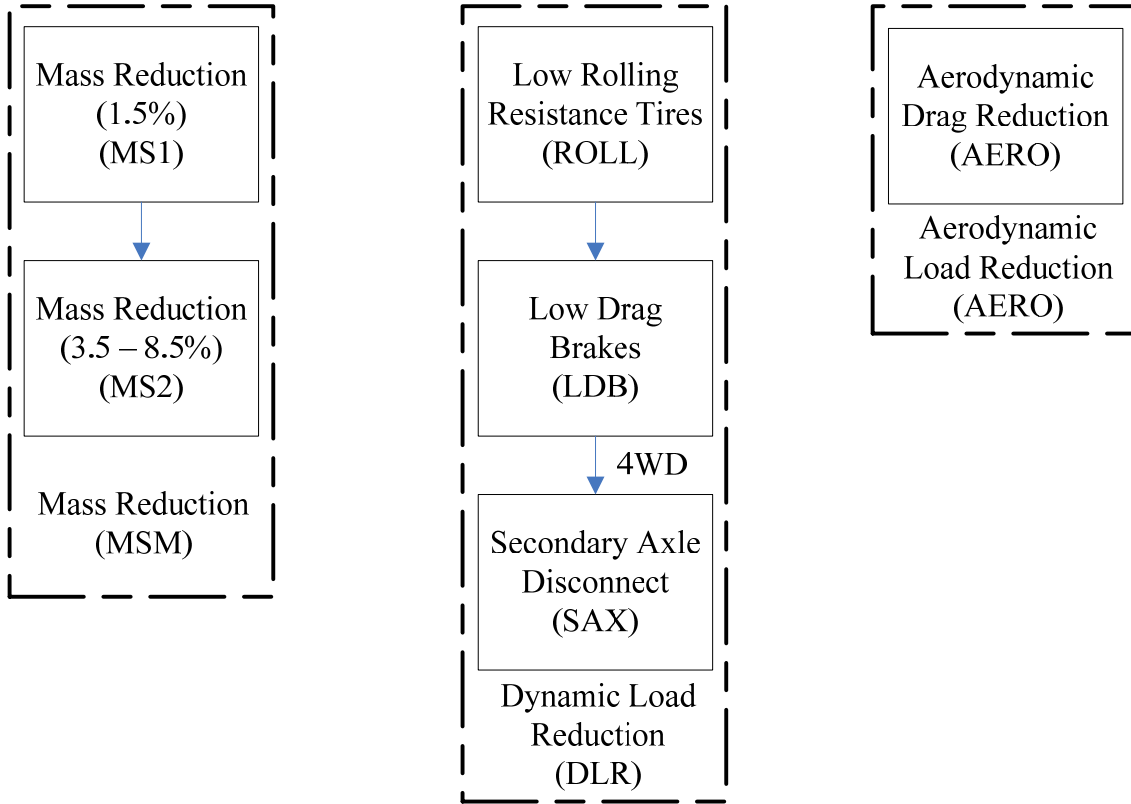 Mass Reduction
(1.5%)
(MS1)
Mass Reduction
(3.5 – 8.5%)
(MS2)
Mass Reduction
(MSM)
Low Rolling
Resistance Tires
(ROLL)
Low Drag
Brakes
(LDB)
4WD
Secondary Axle
Disconnect
(SAX)
Dynamic Load
Reduction
(DLR)
Aerodynamic
Drag Reduction
(AERO)
Aerodynamic
Load Reduction
(AERO)